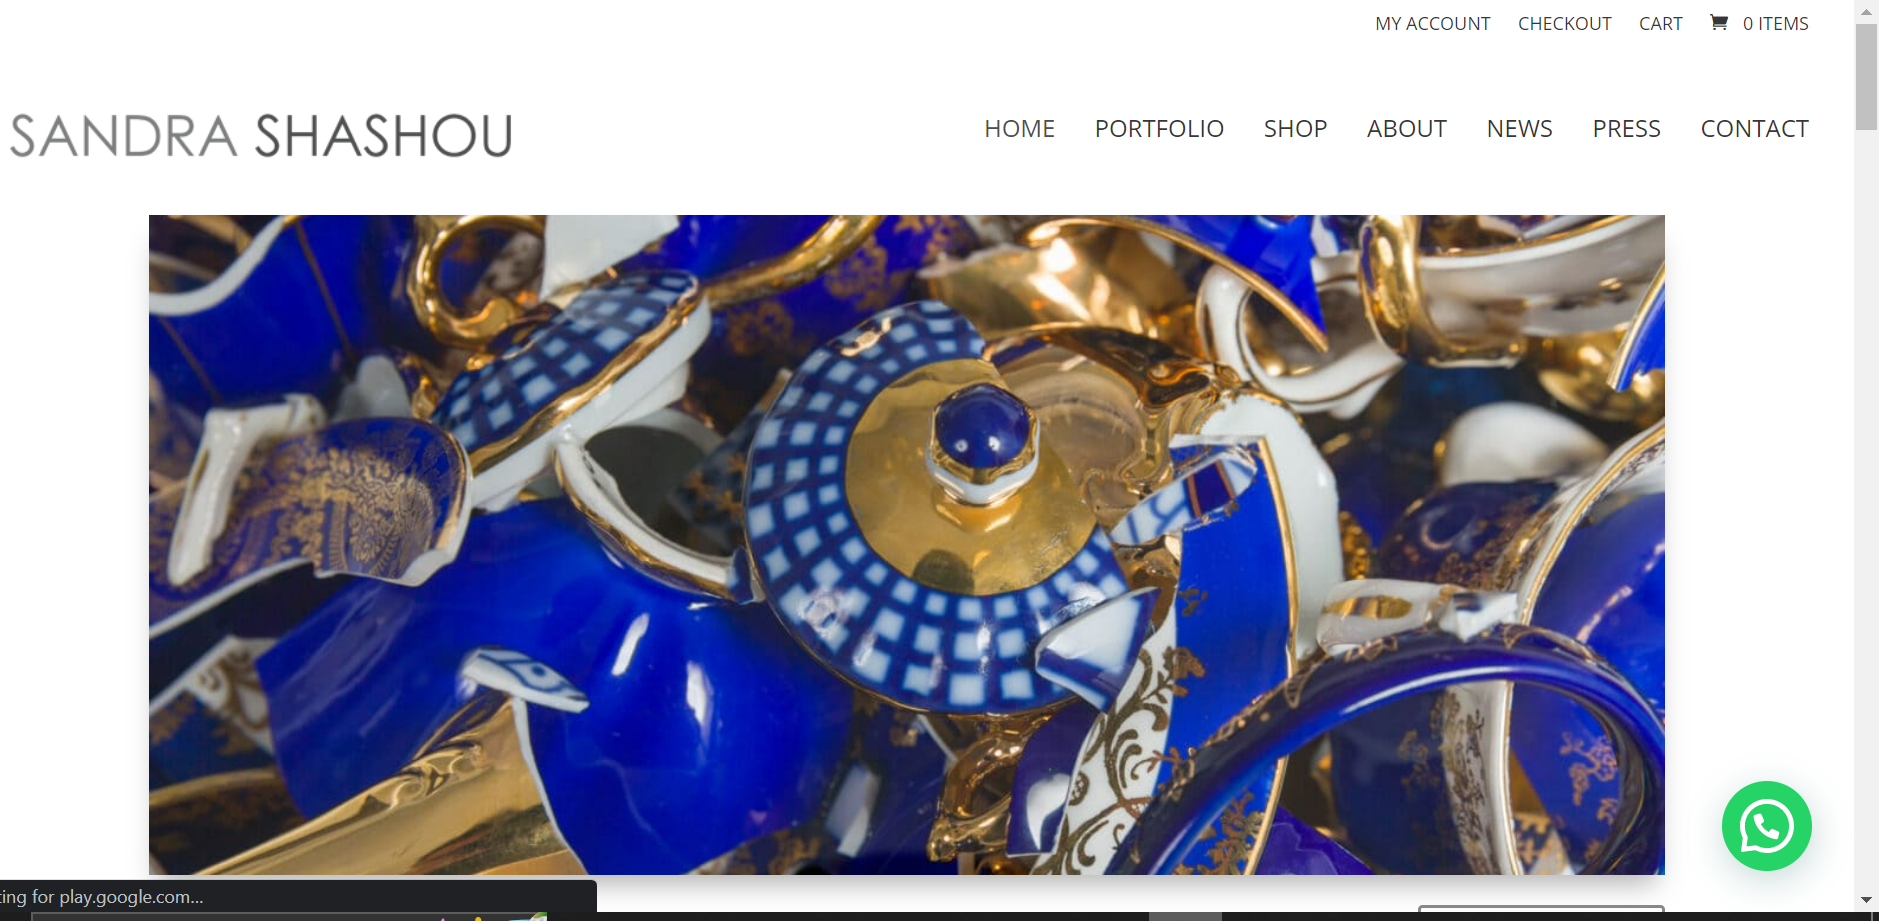 MY ACCOUNT CHECKOUT CART 0 ITEMS
SANDRA SHASHOU
HOME PORTFOLIO SHOP ABOUT NEWS PRESS CONTACT
ting for play.google.com...